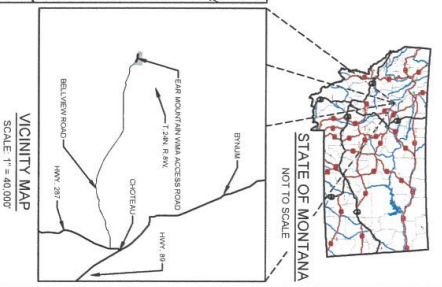 STATE OF MONTANA
NOT TO SCALE
BYNUM
EAR MOUNTAIN WMA ACCESS ROAD
T.24N, R.8W,
CHOTEAU
HWY. 89
BELLVIEW ROAD
HWY. 287
VICINITY MAP
SCALE: 1" = 40,000'